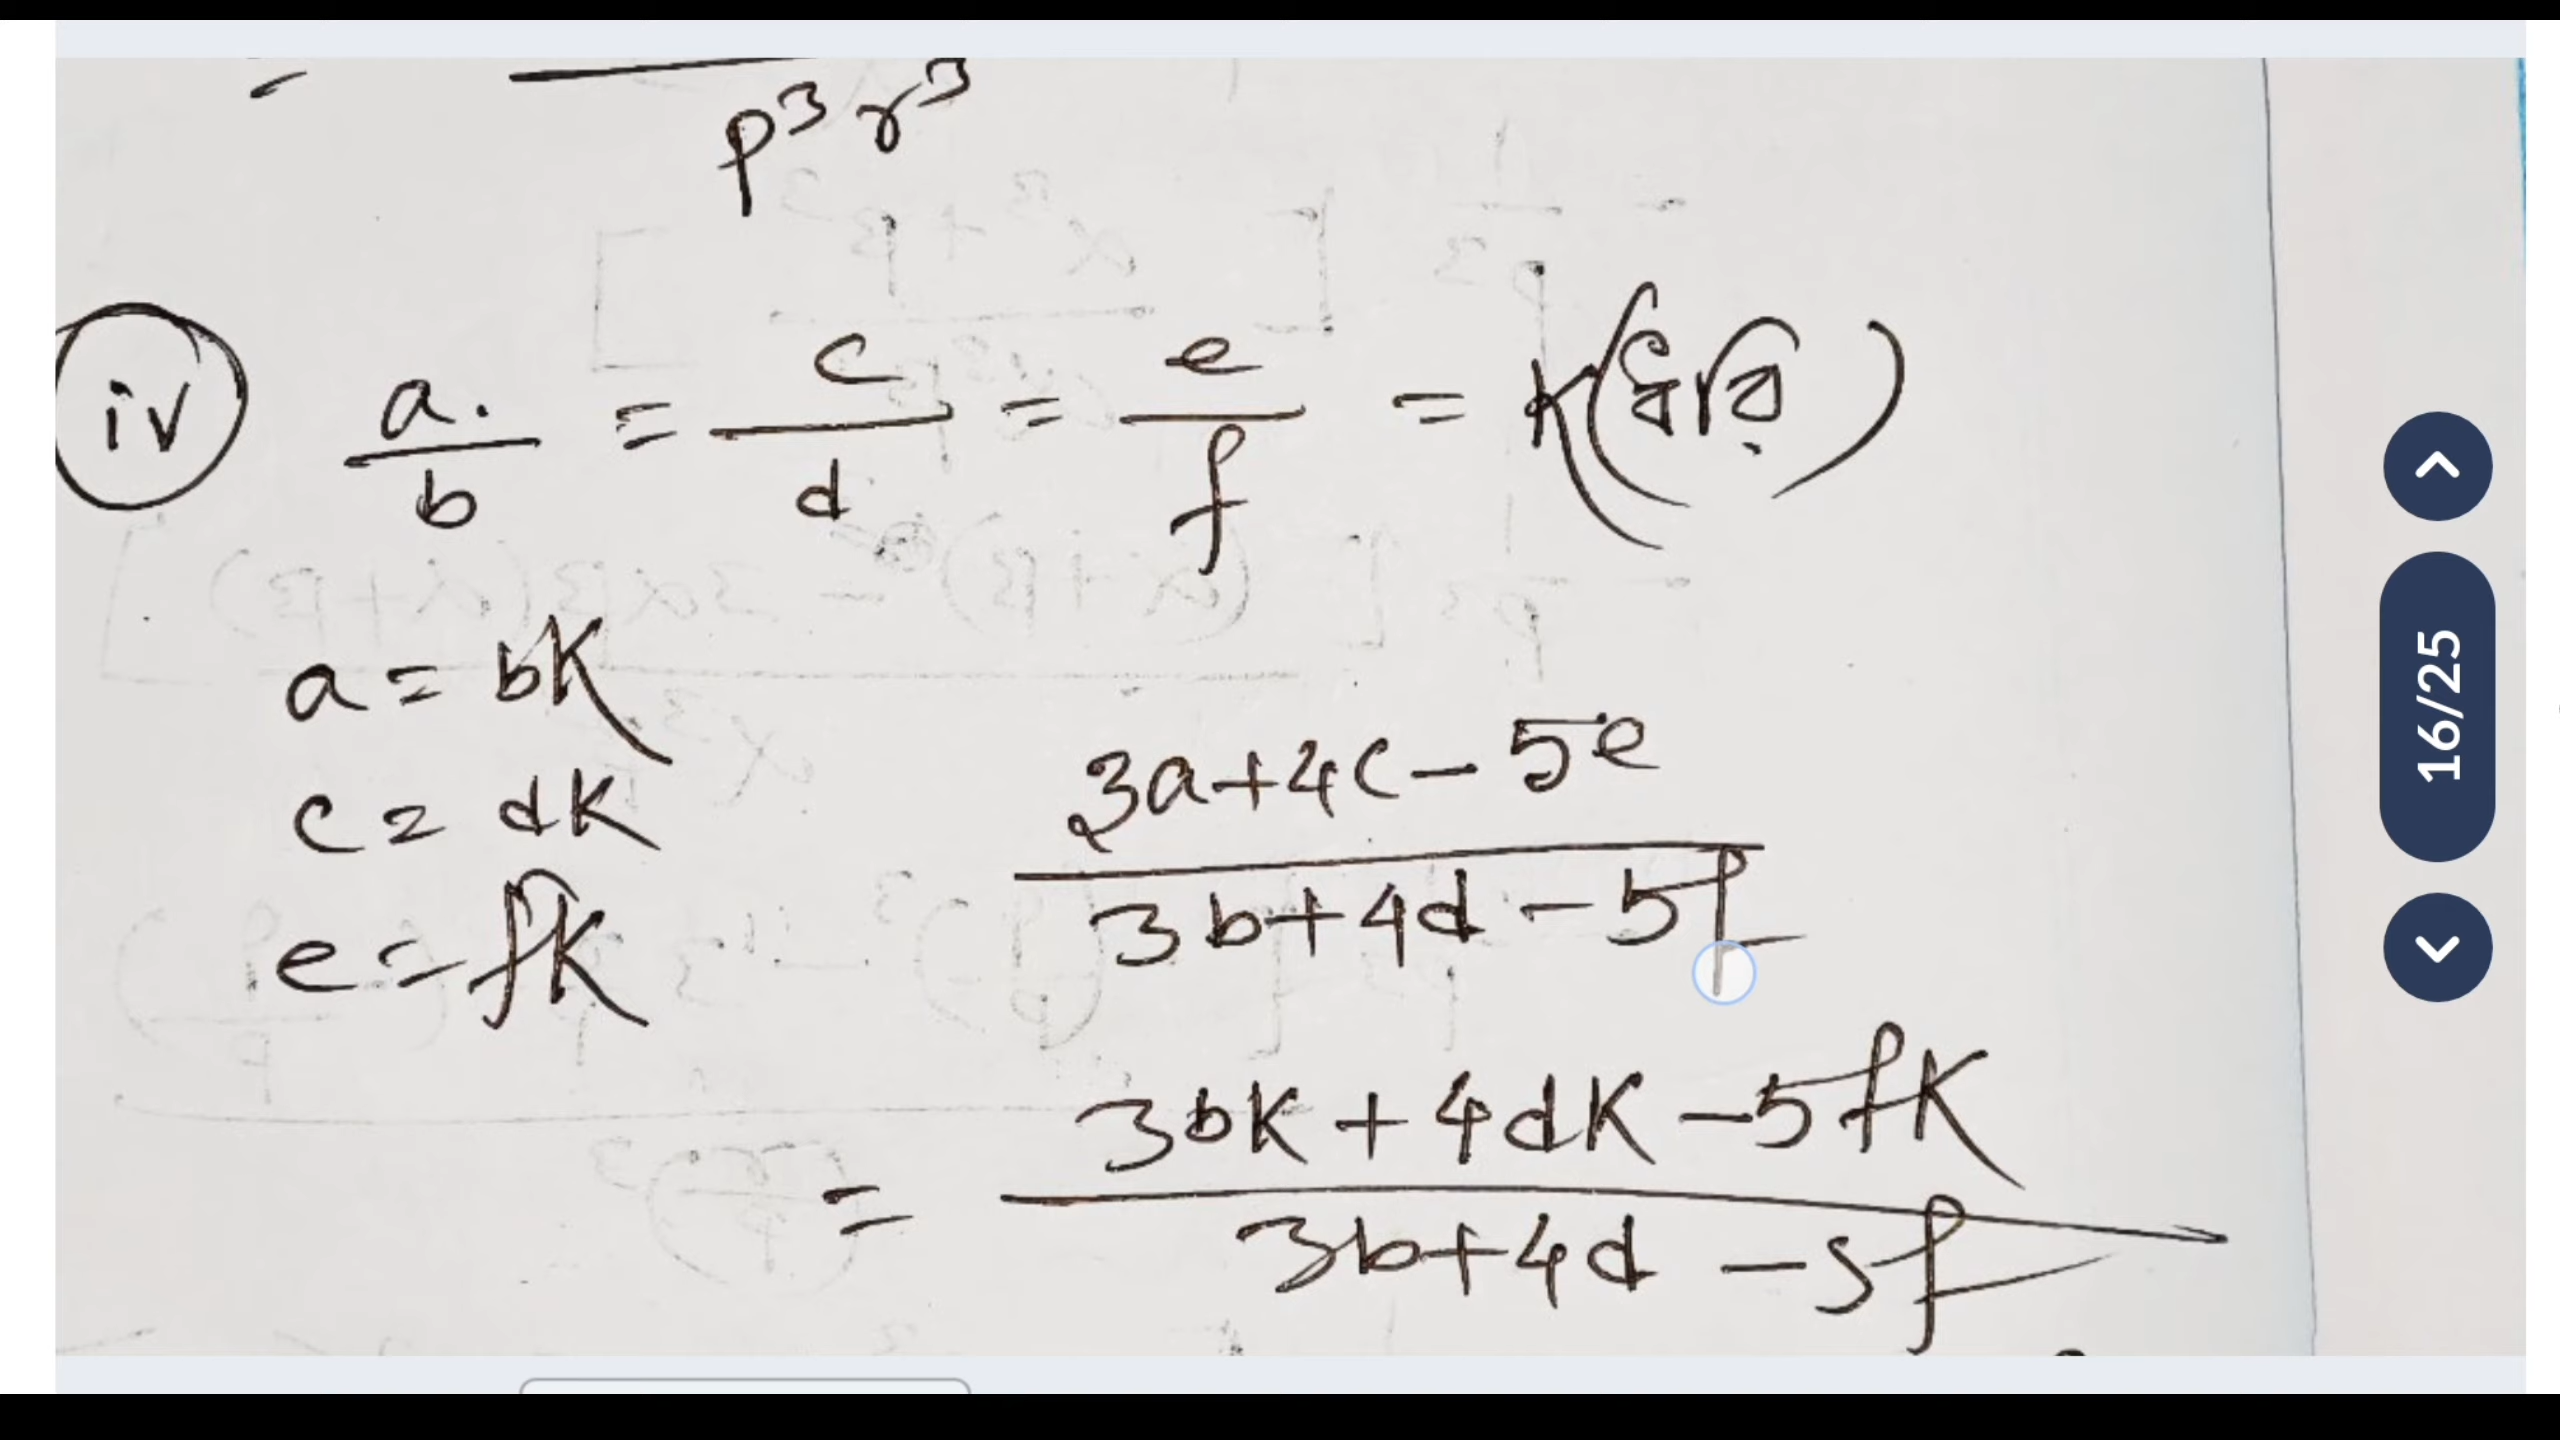 =
p³r³
iv a/b = c/d = e/f = K(ধরি)
a = bK
c = dK
e = fK
3a+4c-5e
3b+4d-5f
= 3bK+4dK-5fK
3b+4d-5f
16/25